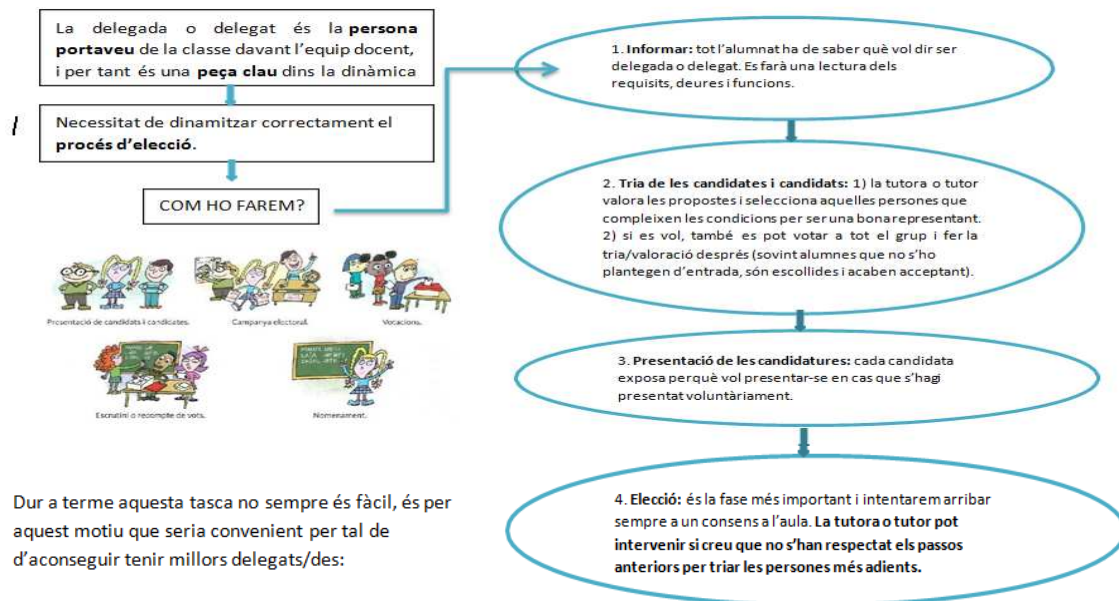 La delegada o delegat és la persona
portaveu de la classe davant l'equip docent,
i per tant és una peça clau dins la dinàmica
Necessitat de dinamitzar correctament el
procés d'elecció.
COM HO FAREM?
Presentació de candidats i candidates.
Campanya electoral.
Votacions.
Escrutini o recompte de vots.
Nomenament.
Dur a terme aquesta tasca no sempre és fàcil, és per
aquest motiu que seria convenient per tal de
d'aconseguir tenir millors delegats/des:
1. Informar: tot l'alumnat ha de saber què vol dir ser
delegada o delegat. Es farà una lectura dels
requisits, deures i funcions.
2. Tria de les candidates i candidats: 1) la tutora o tutor
valora les propostes i selecciona aquelles persones que
compleixen les condicions per ser una bona representant.
2) si es vol, també es pot votar a tot el grup i fer la
tria/valoració després (sovint alumnes que no s'ho
plantegen d'entrada, són escollides i acaben acceptant).
3. Presentació de les candidatures: cada candidata
exposa perquè vol presentar-se en cas que s'hagi
presentat voluntàriament.
4. Elecció: és la fase més important i intentarem arribar
sempre a un consens a l'aula. La tutora o tutor pot
intervenir si creu que no s'han respectat els passos
anteriors per triar les persones més adients.